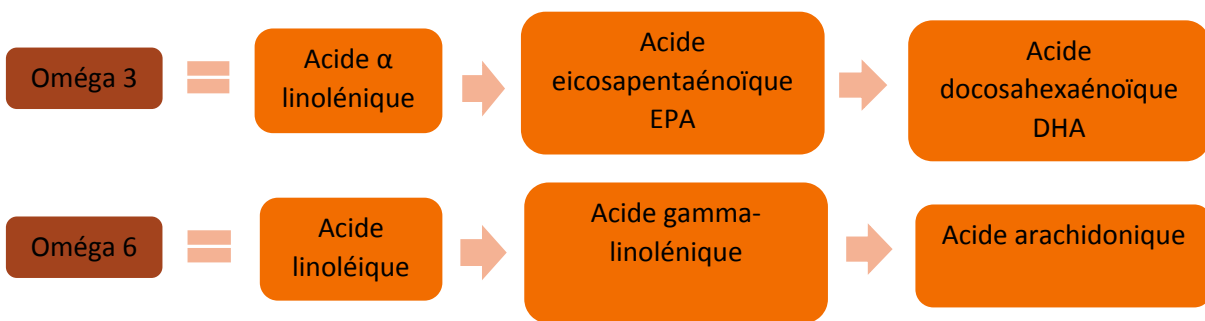 Oméga 3
Acide α
linolénique
Acide
eicosapentaénoïque
EPA
Acide
docosahexaénoïque
DHA
Oméga 6
Acide
linoléique
Acide gamma-
linolénique
Acide arachidonique